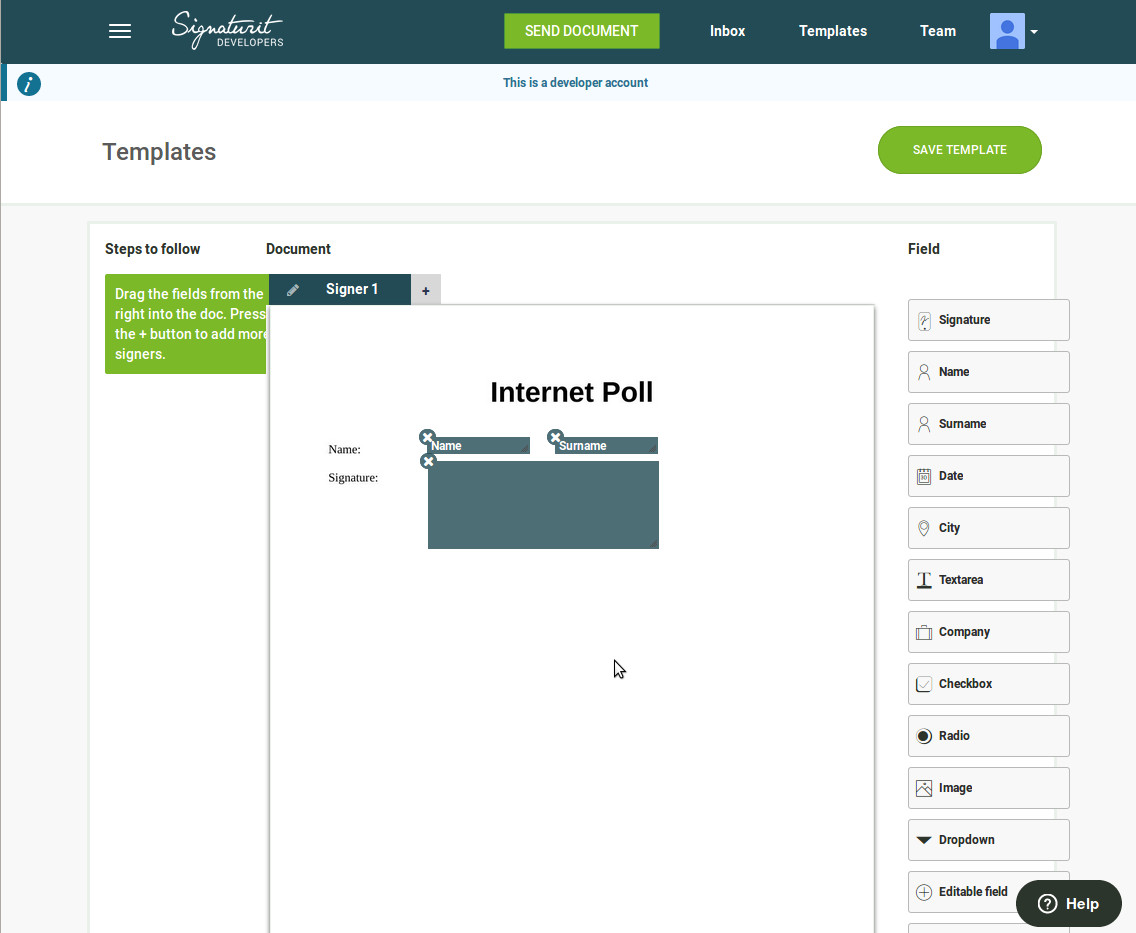 Signaturit
DEVELOPERS
SEND DOCUMENT
Inbox
Templates
Team
This is a developer account
Templates
SAVE TEMPLATE
Steps to follow
Document
Field
Drag the fields from the
right into the doc. Press
the + button to add more
signers.
Signer 1
+
Internet Poll
Name:
Name
Surname
Signature:
Signature
Name
Surname
Date
City
Textarea
Company
Checkbox
Radio
Image
Dropdown
Editable field
Help